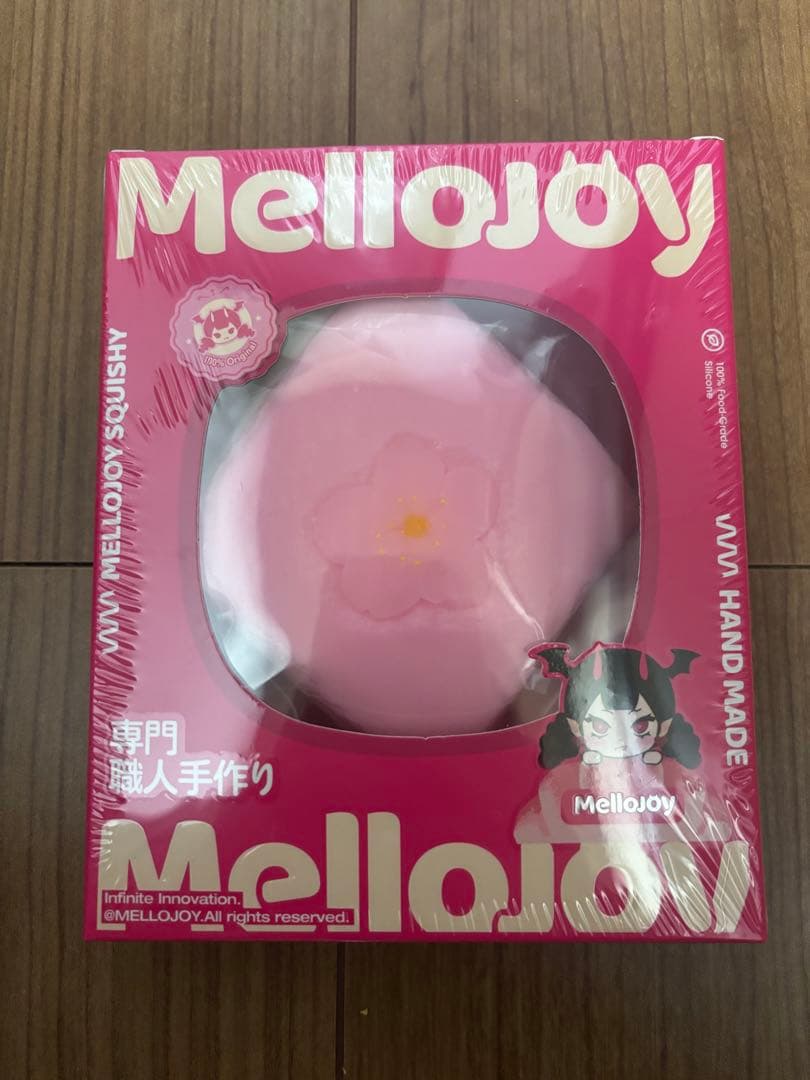 Mellojoy
100% Original
MELLOJOY SQUISHY
100% Food Grade
Silicone
HAND MADE
専門
職人手作り
Mellojoy
Mellojoy
Infinite Innovation.
@MELLOJOY.All rights reserved.